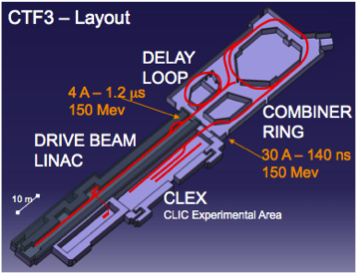 CTF3 – Layout
DELAY
LOOP
4 A – 1.2 μs
150 Mev
COMBINER
RING
DRIVE BEAM
LINAC
30 A – 140 ns
150 Mev
10 m
CLEX
CLIC Experimental Area